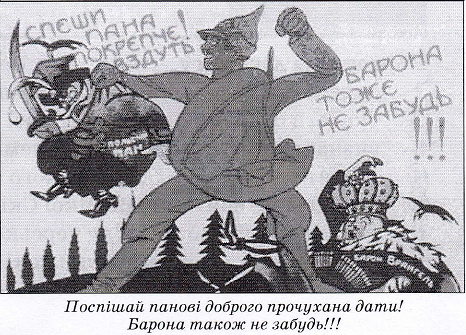 СПЕШИ
ПАНА
ПОКРЕПЧЕ!
ВЗДУТЬ
БАРОНА
ТОЖЕ
НЕ ЗАБУДЬ
!!!
ПАН
БАРОН ВРАНГЕЛЬ
Поспішай панові доброго прочухана дати!
Барона також не забудь!!!